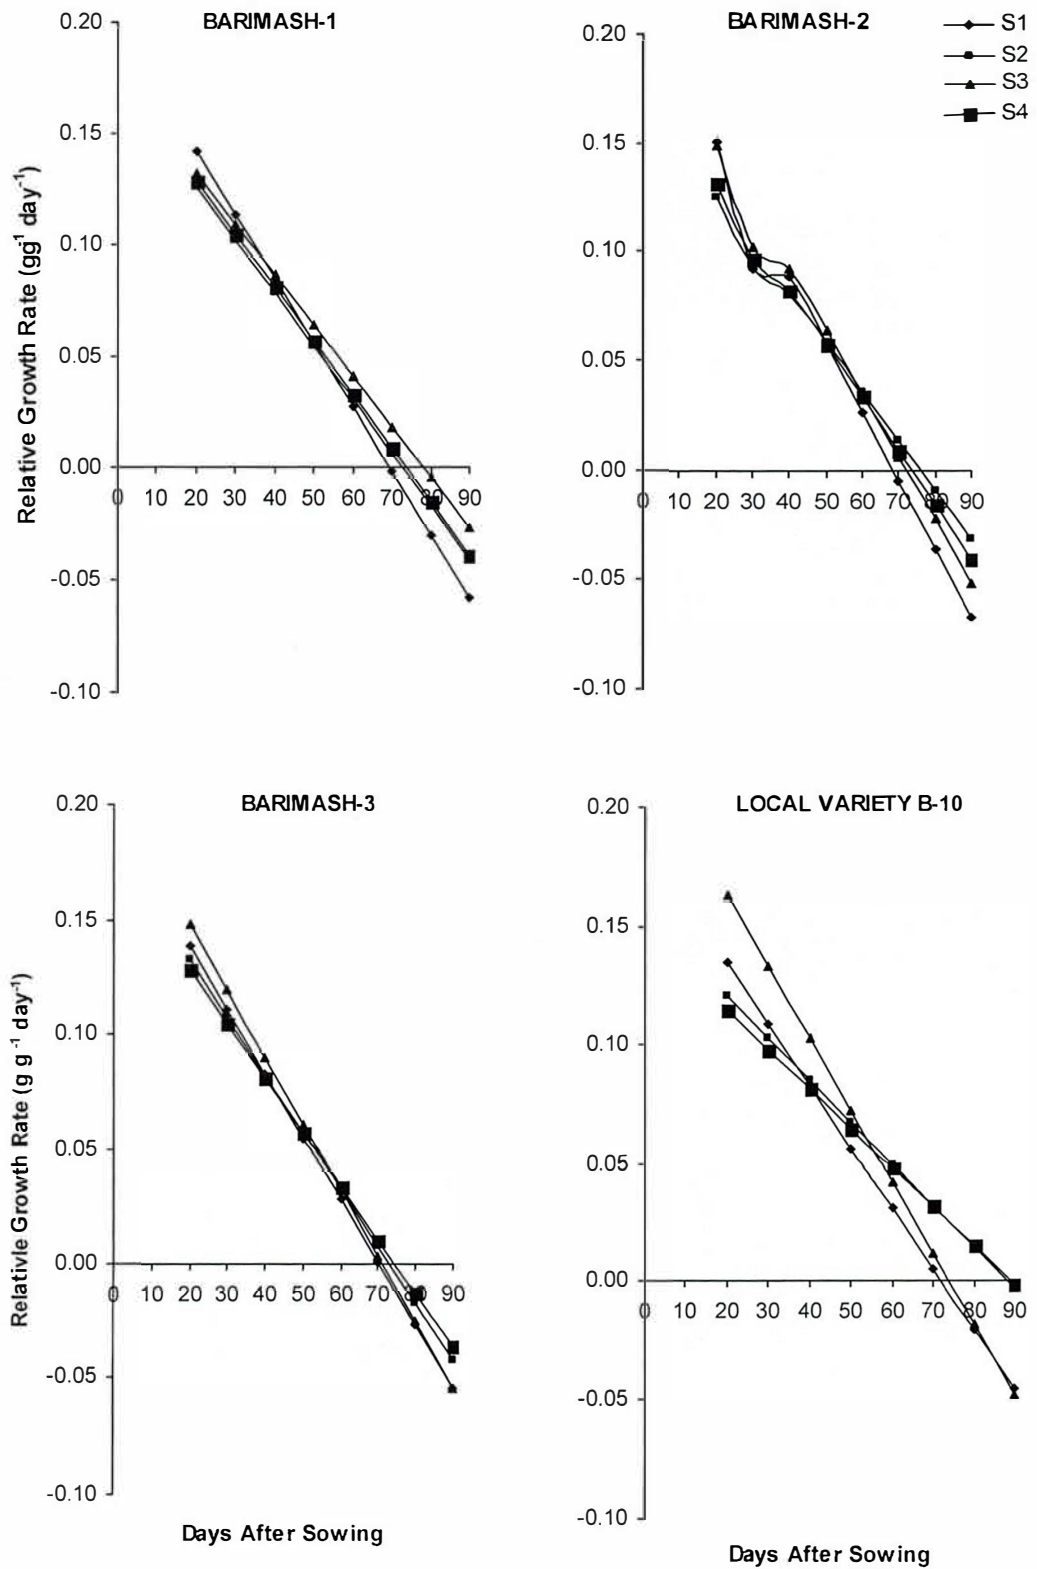 BARIMASH-1
0.20
0.15
0.10
0.05
0.00
-0.05
-0.10
0 10 20 30 40 50 60 70 80 90
Relative Growth Rate (gg⁻¹ day⁻¹)
BARIMASH-2
S1
S2
S3
S4
0.20
0.15
0.10
0.05
0.00
-0.05
-0.10
0 10 20 30 40 50 60 70 80 90
BARIMASH-3
0.20
0.15
0.10
0.05
0.00
-0.05
-0.10
0 10 20 30 40 50 60 70 80 90
Relativle Growth Rate (g g⁻¹ day⁻¹)
Days After Sowing
LOCAL VARIETY B-10
0.20
0.15
0.10
0.05
0.00
-0.05
-0.10
0 10 20 30 40 50 60 70 80 90
Days After Sowing